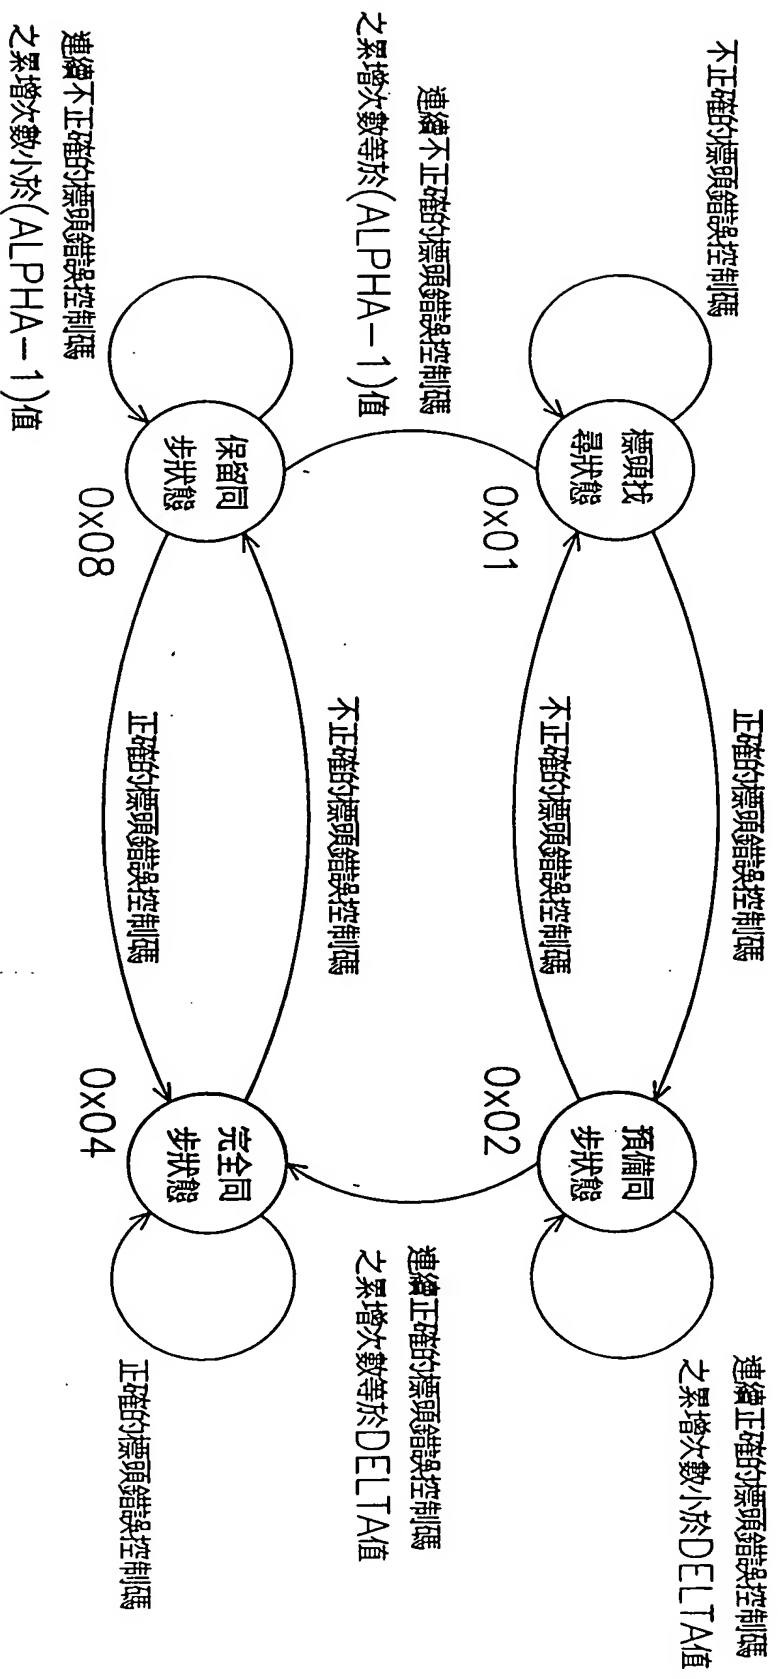 不正確的標頭錯誤控制碼
標頭找
尋狀態
0x01
正確的標頭錯誤控制碼
不正確的標頭錯誤控制碼
預備同
步狀態
0x02
連續正確的標頭錯誤控制碼
之累增次數小於DELTA值
連續不正確的標頭錯誤控制碼
之累增次數等於(ALPHA-1)值
連續正確的標頭錯誤控制碼
之累增次數等於DELTA值
連續不正確的標頭錯誤控制碼
之累增次數小於(ALPHA-1)值
保留同
步狀態
0x08
不正確的標頭錯誤控制碼
正確的標頭錯誤控制碼
完全同
步狀態
0x04
正確的標頭錯誤控制碼